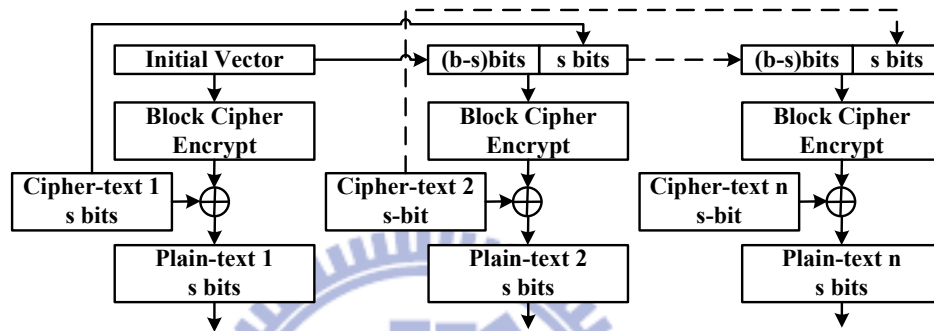 Initial Vector
(b-s)bits
s bits
(b-s)bits
s bits
Block Cipher
Encrypt
Block Cipher
Encrypt
Block Cipher
Encrypt
Cipher-text 1
s bits
Cipher-text 2
s-bit
Cipher-text n
s-bit
Plain-text 1
s bits
Plain-text 2
s bits
Plain-text n
s bits